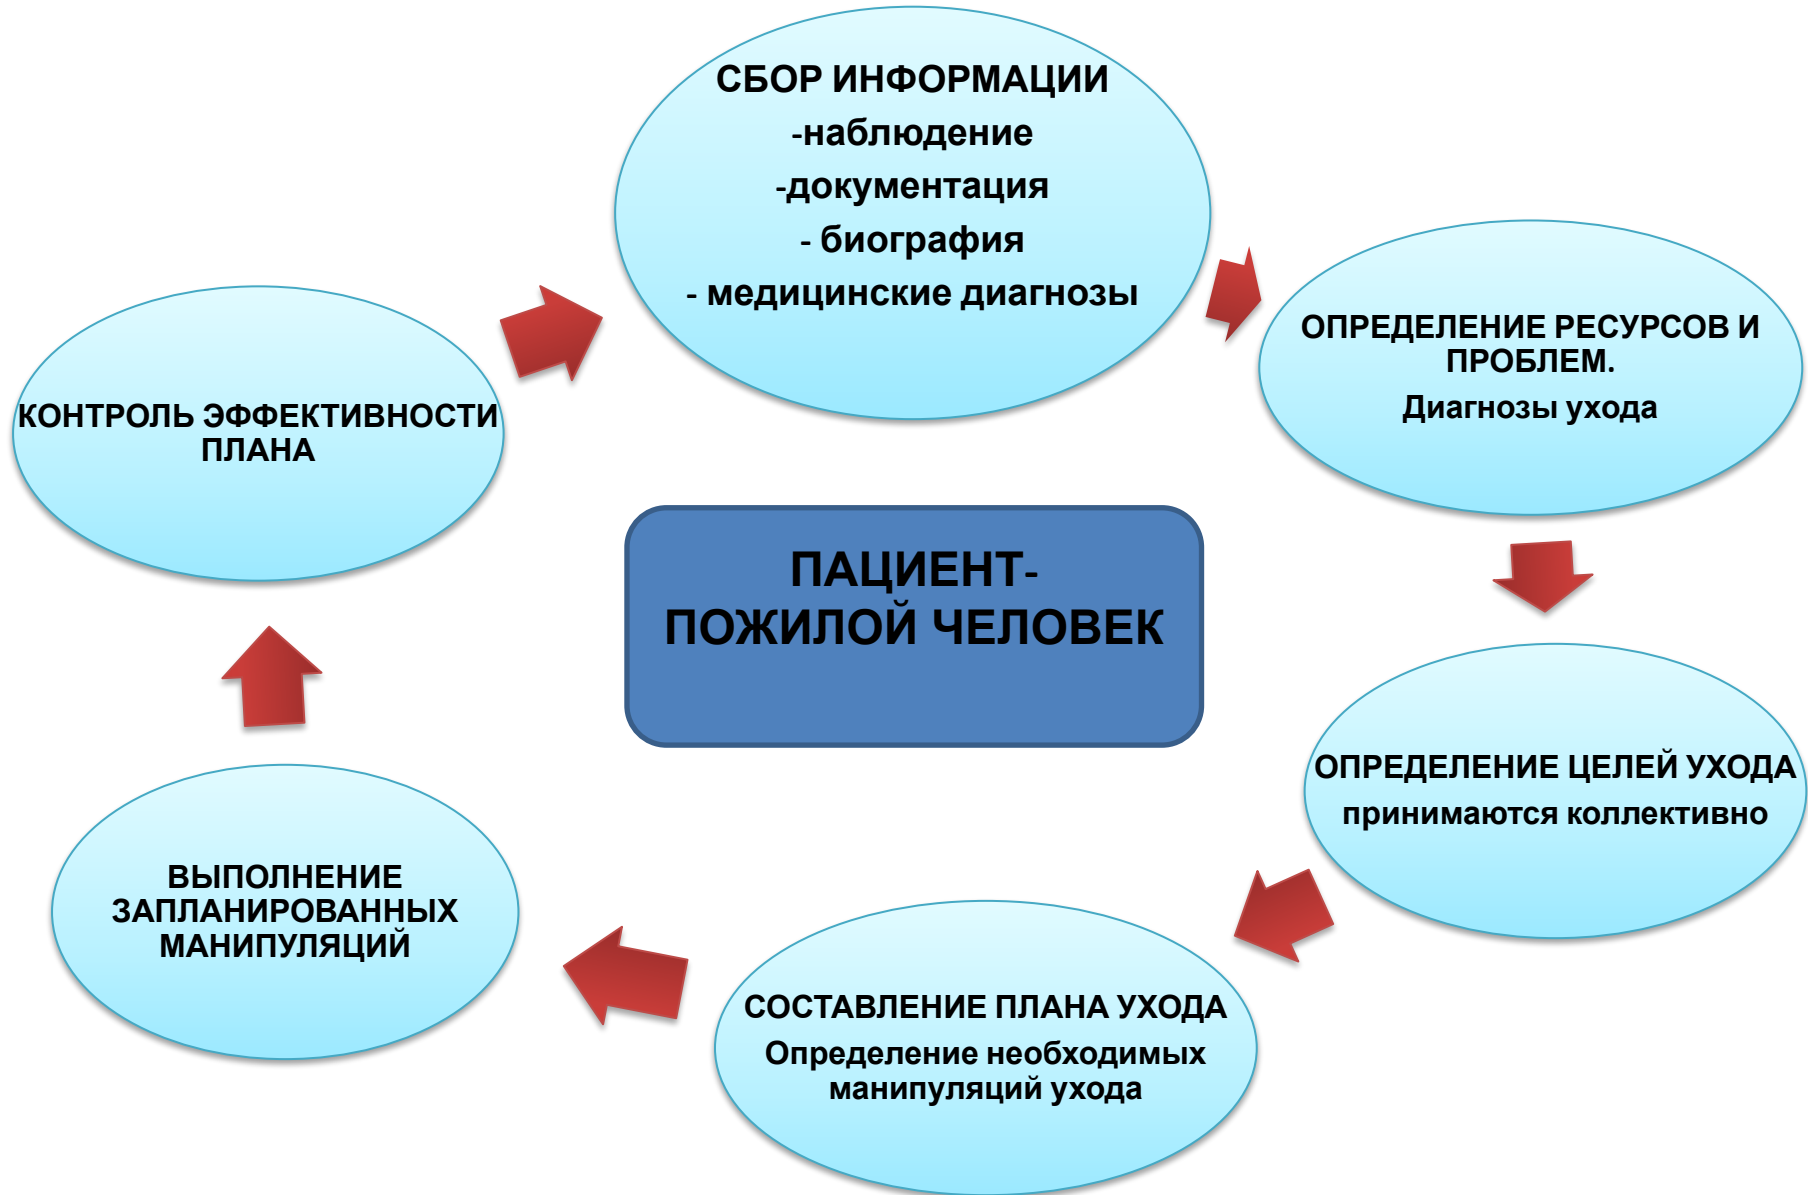 СБОР ИНФОРМАЦИИ
-наблюдение
-документация
- биография
- медицинские диагнозы
ОПРЕДЕЛЕНИЕ РЕСУРСОВ И
ПРОБЛЕМ.
Диагнозы ухода
ОПРЕДЕЛЕНИЕ ЦЕЛЕЙ УХОДА
принимаются коллективно
СОСТАВЛЕНИЕ ПЛАНА УХОДА
Определение необходимых
манипуляций ухода
ВЫПОЛНЕНИЕ
ЗАПЛАНИРОВАННЫХ
МАНИПУЛЯЦИЙ
КОНТРОЛЬ ЭФФЕКТИВНОСТИ
ПЛАНА
ПАЦИЕНТ-
ПОЖИЛОЙ ЧЕЛОВЕК